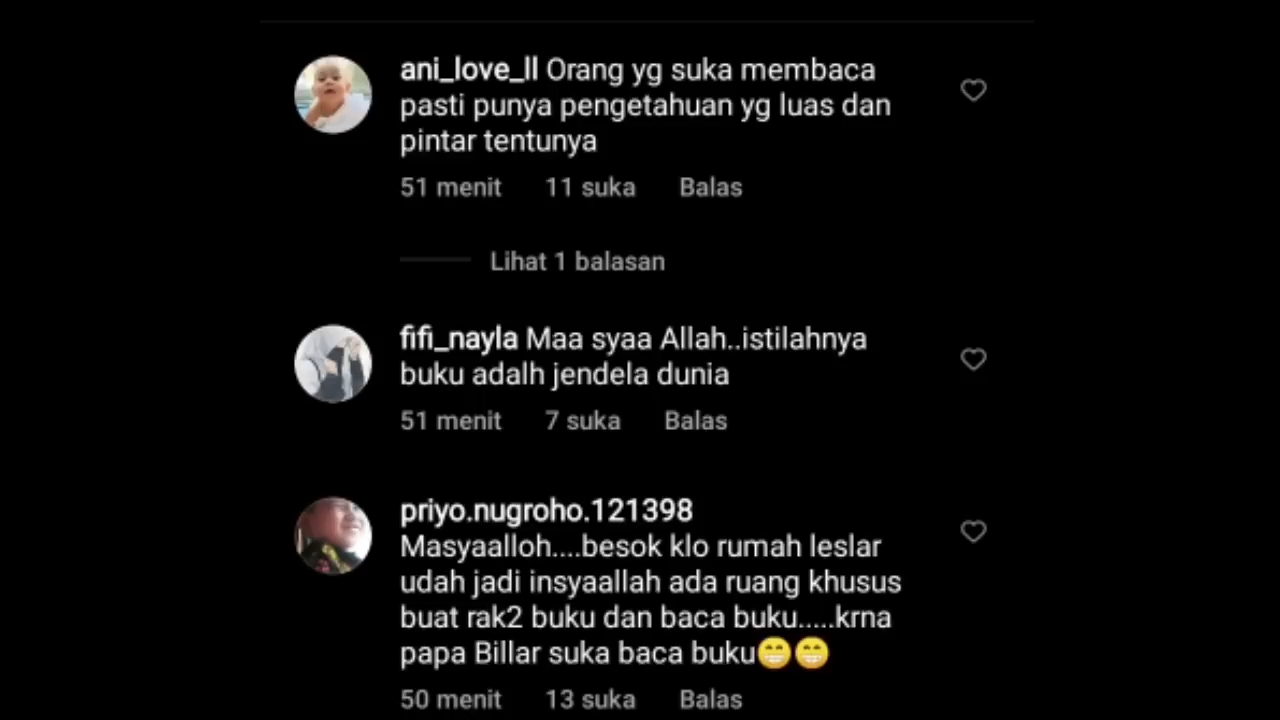 ani_love_ll Orang yg suka membaca
pasti punya pengetahuan yg luas dan
pintar tentunya
51 menit 11 suka Balas
Lihat 1 balasan
fifi_nayla Maa syaa Allah..istilahnya
buku adalh jendela dunia
51 menit 7 suka Balas
priyo.nugroho.121398
Masyaalloh....besok klo rumah leslar
udah jadi insyaallah ada ruang khusus
buat rak2 buku dan baca buku.....krna
papa Billar suka baca buku😁😁
50 menit 13 suka Balas